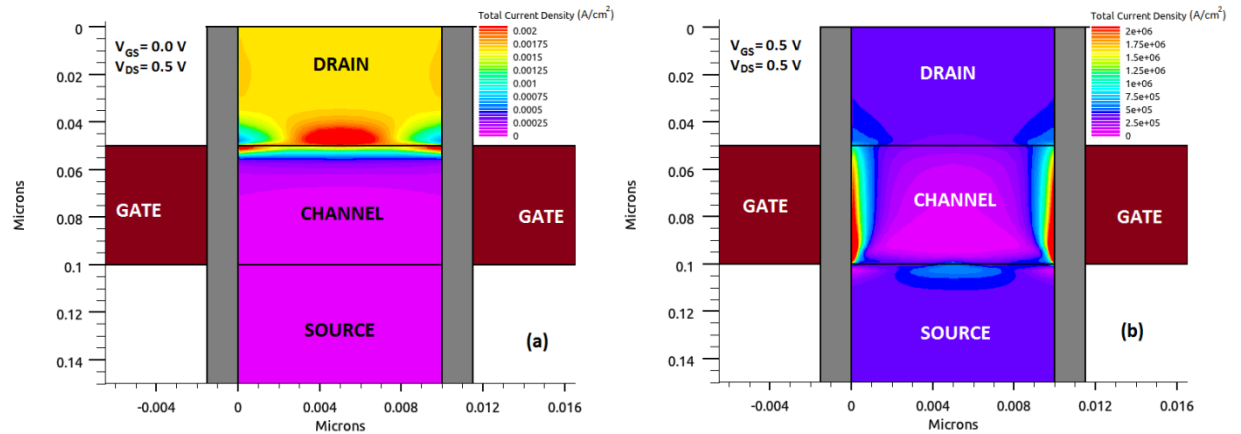 Total Current Density (A/cm²)
0.002
0.00175
0.0015
0.00125
0.001
0.00075
0.0005
0.00025
0
V_GS= 0.0 V
V_DS= 0.5 V
DRAIN
GATE
CHANNEL
GATE
SOURCE
(a)
0
0.02
0.04
0.06
0.08
0.1
0.12
0.14
Microns
-0.004
0
0.004
0.008
0.012
0.016
Microns
Total Current Density (A/cm²)
2e+06
1.75e+06
1.5e+06
1.25e+06
1e+06
7.5e+05
5e+05
2.5e+05
0
V_GS= 0.5 V
V_DS= 0.5 V
DRAIN
GATE
CHANNEL
GATE
SOURCE
(b)
0
0.02
0.04
0.06
0.08
0.1
0.12
0.14
Microns
-0.004
0
0.004
0.008
0.012
0.016
Microns